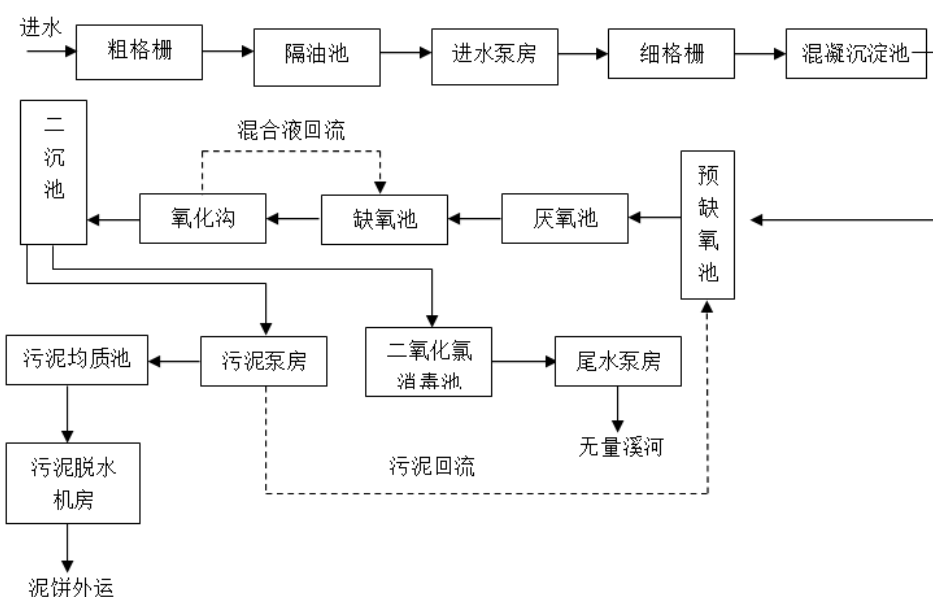 进水
粗格栅
隔油池
进水泵房
细格栅
混凝沉淀池
二
沉
池
混合液回流
氧化沟
缺氧池
厌氧池
预
缺
氧
池
污泥均质池
污泥泵房
二氧化氯
消毒池
尾水泵房
无量溪河
污泥脱水
机房
污泥回流
泥饼外运